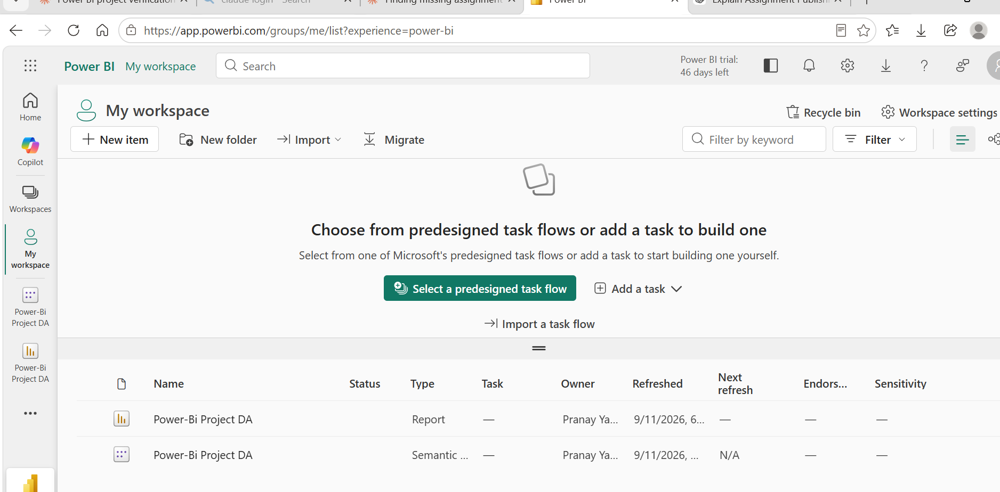 Power BI project verification
claude login - Search
Finding missing assignment
Power BI
Explain Assignment Publish
https://app.powerbi.com/groups/me/list?experience=power-bi
Power BI My workspace
Search
Power BI trial:
46 days left
Home
Copilot
Workspaces
My
workspace
Power-Bi
Project DA
Power-Bi
Project DA
My workspace
Recycle bin
Workspace settings
New item
New folder
Import
Migrate
Filter by keyword
Filter
Choose from predesigned task flows or add a task to build one
Select from one of Microsoft's predesigned task flows or add a task to start building one yourself.
Select a predesigned task flow
Add a task
Import a task flow
Name Status Type Task Owner Refreshed Next refresh Endors... Sensitivity
Power-Bi Project DA Report — Pranay Ya... 9/11/2026, 6... — — —
Power-Bi Project DA Semantic ... — Pranay Ya... 9/11/2026, ... N/A — —